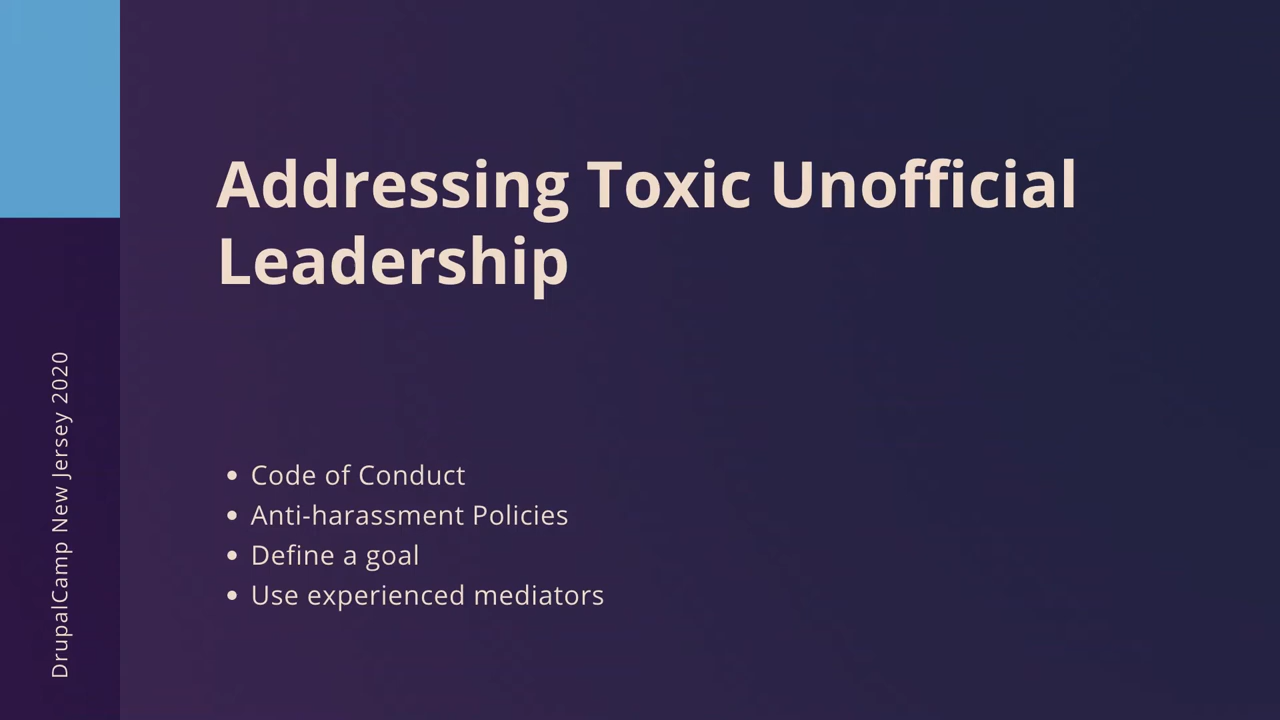 Addressing Toxic Unofficial
Leadership
• Code of Conduct
• Anti-harassment Policies
• Define a goal
• Use experienced mediators
DrupalCamp New Jersey 2020